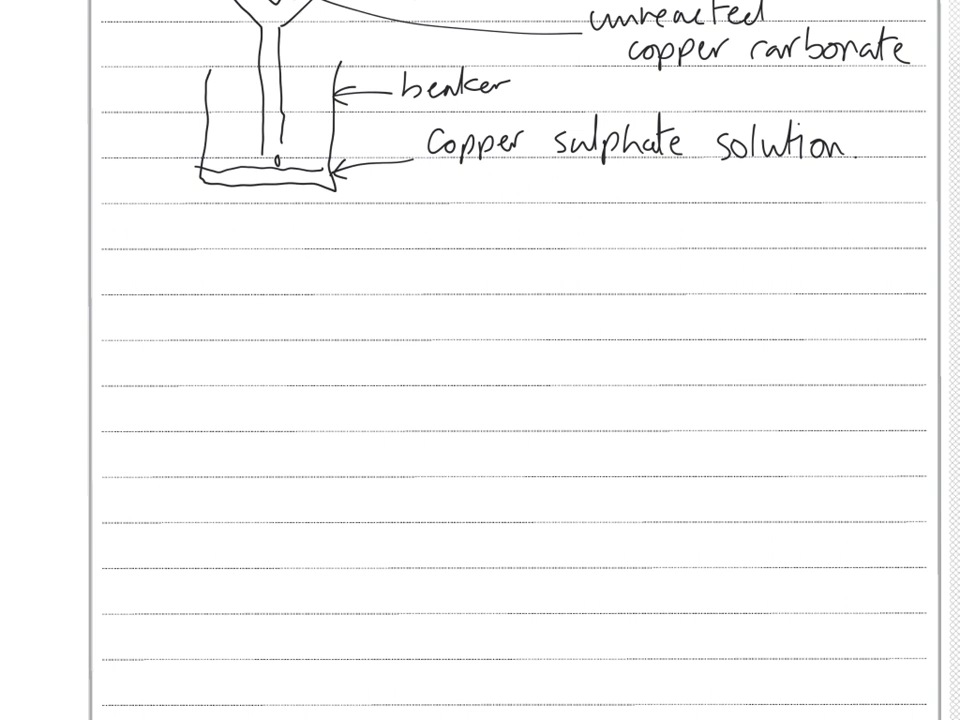 unreacted
copper carbonate
beaker
Copper sulphate solution.